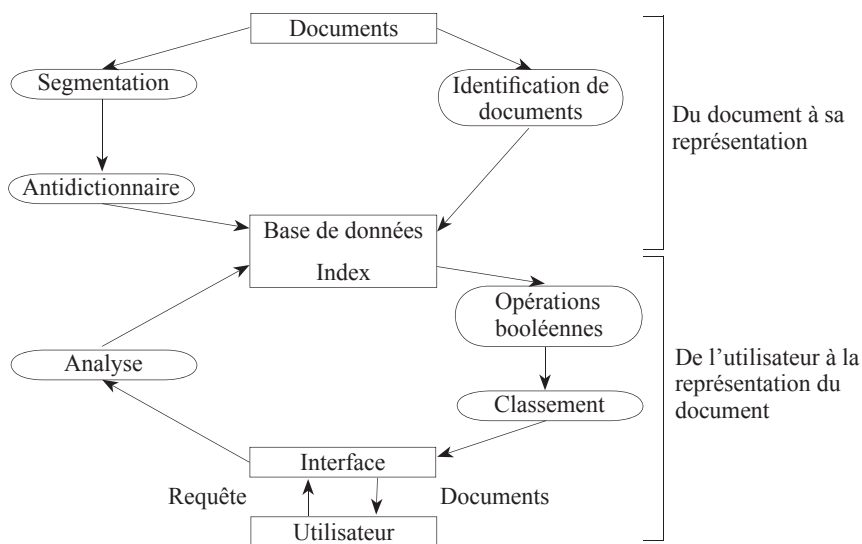 Documents
Segmentation
Identification de
documents
Du document à sa
représentation
Antidictionnaire
Base de données
Index
Opérations
booléennes
Analyse
De l’utilisateur à la
représentation du
document
Classement
Interface
Requête
Documents
Utilisateur